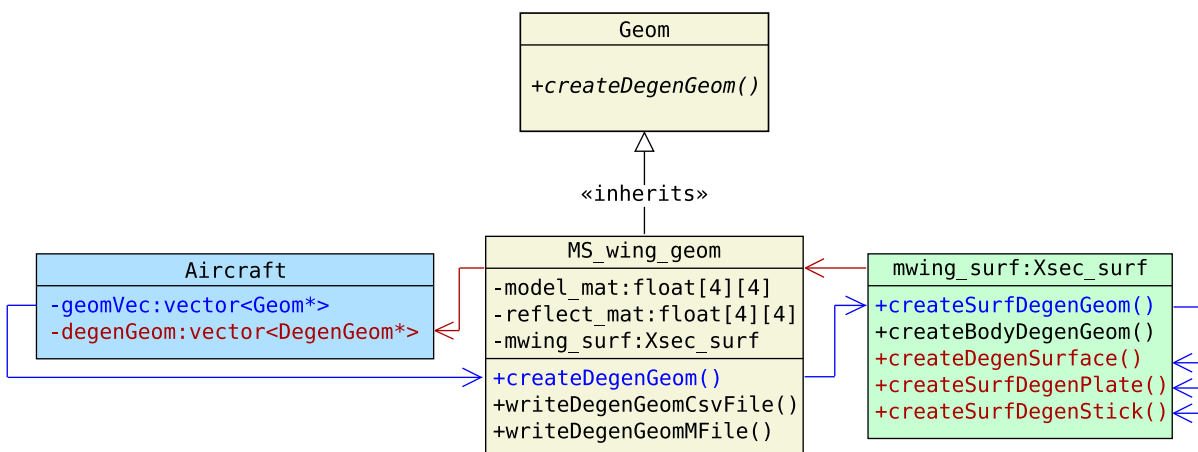 Geom
+createDegenGeom()
«inherits»
Aircraft
-geomVec:vector<Geom*>
-degenGeom:vector<DegenGeom*>
MS_wing_geom
-model_mat:float[4][4]
-reflect_mat:float[4][4]
-mwing_surf:Xsec_surf
+createDegenGeom()
+writeDegenGeomCsvFile()
+writeDegenGeomMFile()
mwing_surf:Xsec_surf
+createSurfDegenGeom()
+createBodyDegenGeom()
+createDegenSurface()
+createSurfDegenPlate()
+createSurfDegenStick()